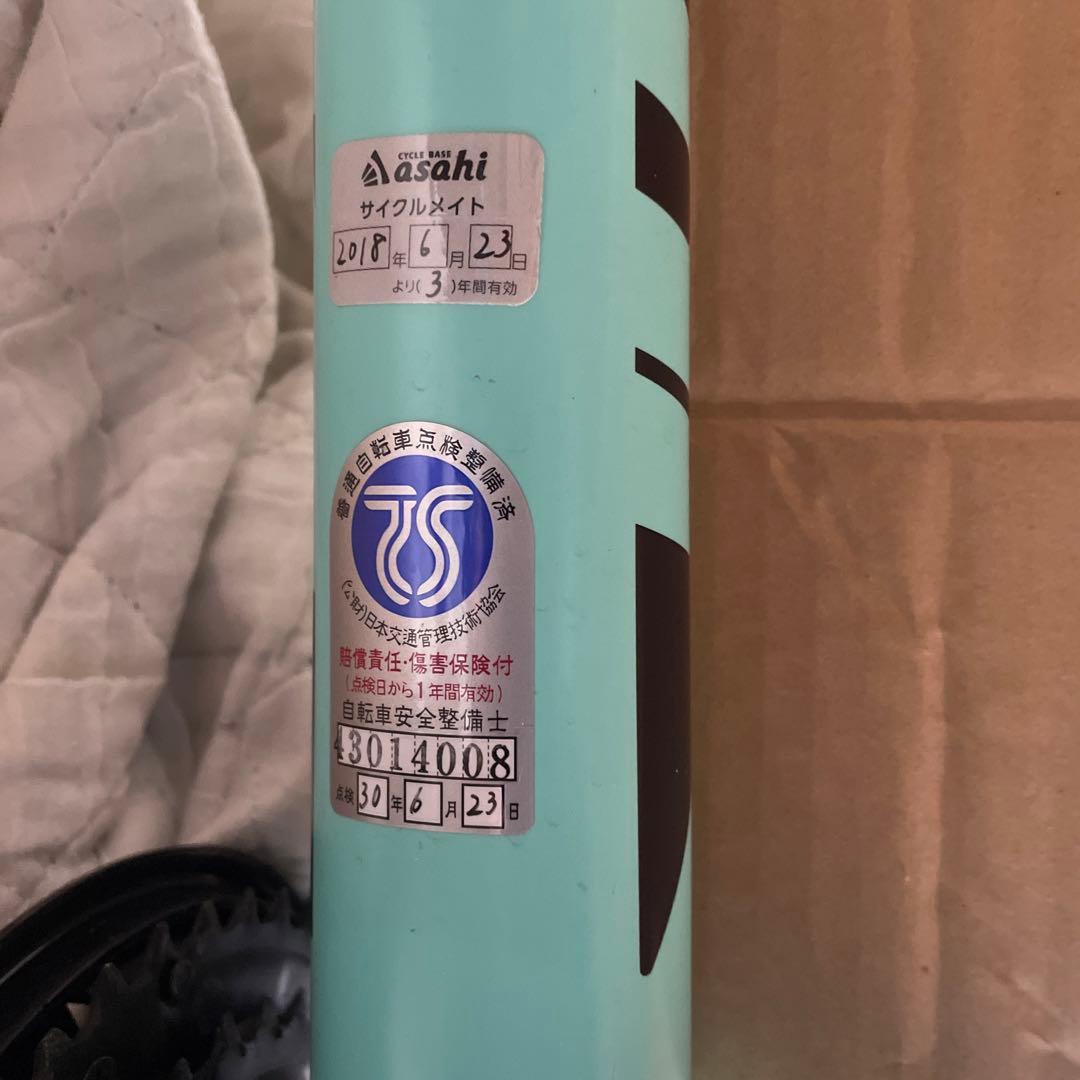 CYCLE BASE
asahi
サイクルメイト
2018年6月23日
より(3)年間有効
普通自転車点検整備済
TS
(公財)日本交通管理技術協会
賠償責任・傷害保険付
(点検日から1年間有効)
自転車安全整備士
43014008
点検30年6月23日